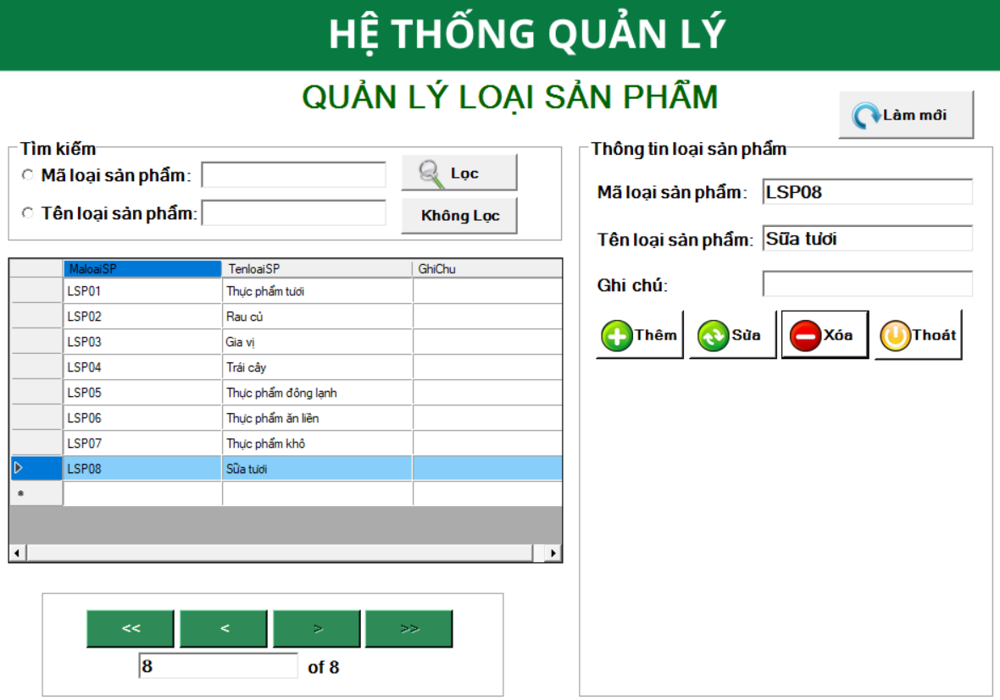 HỆ THỐNG QUẢN LÝ
QUẢN LÝ LOẠI SẢN PHẨM
Làm mới
Tìm kiếm
Mã loại sản phẩm:
Lọc
Tên loại sản phẩm:
Không Lọc
MaloaiSP TenloaiSP GhiChu
LSP01 Thực phẩm tươi
LSP02 Rau củ
LSP03 Gia vị
LSP04 Trái cây
LSP05 Thực phẩm đông lạnh
LSP06 Thực phẩm ăn liền
LSP07 Thực phẩm khô
LSP08 Sữa tươi
*
<< < > >>
8 of 8
Thông tin loại sản phẩm
Mã loại sản phẩm: LSP08
Tên loại sản phẩm: Sữa tươi
Ghi chú:
Thêm Sửa Xóa Thoát